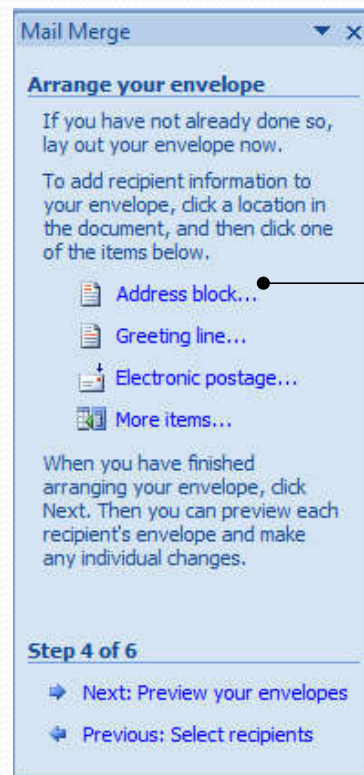 Mail Merge
Arrange your envelope
If you have not already done so,
lay out your envelope now.
To add recipient information to
your envelope, click a location in
the document, and then click one
of the items below.
Address block...
Greeting line...
Electronic postage...
More items...
When you have finished
arranging your envelope, click
Next. Then you can preview each
recipient's envelope and make
any individual changes.
Step 4 of 6
Next: Preview your envelopes
Previous: Select recipients